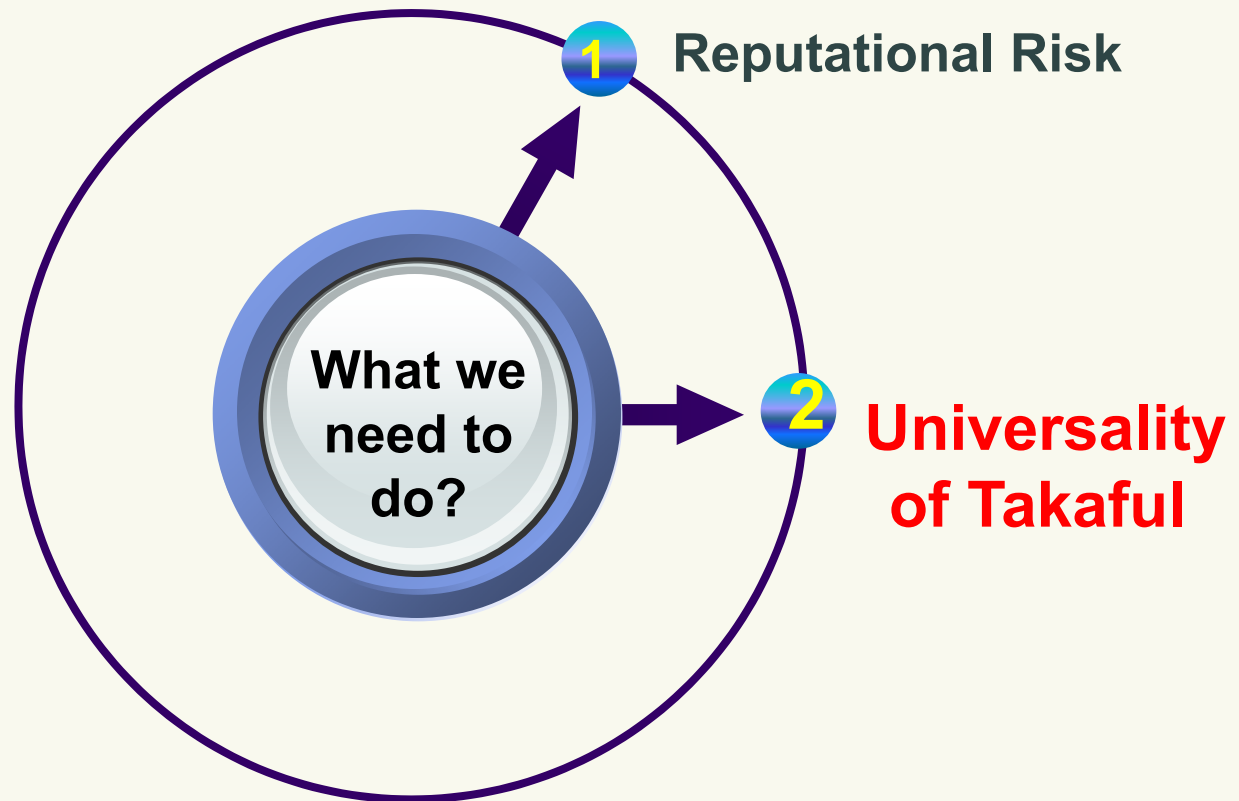 1 Reputational Risk
What we
need to
do?
2 Universality
of Takaful